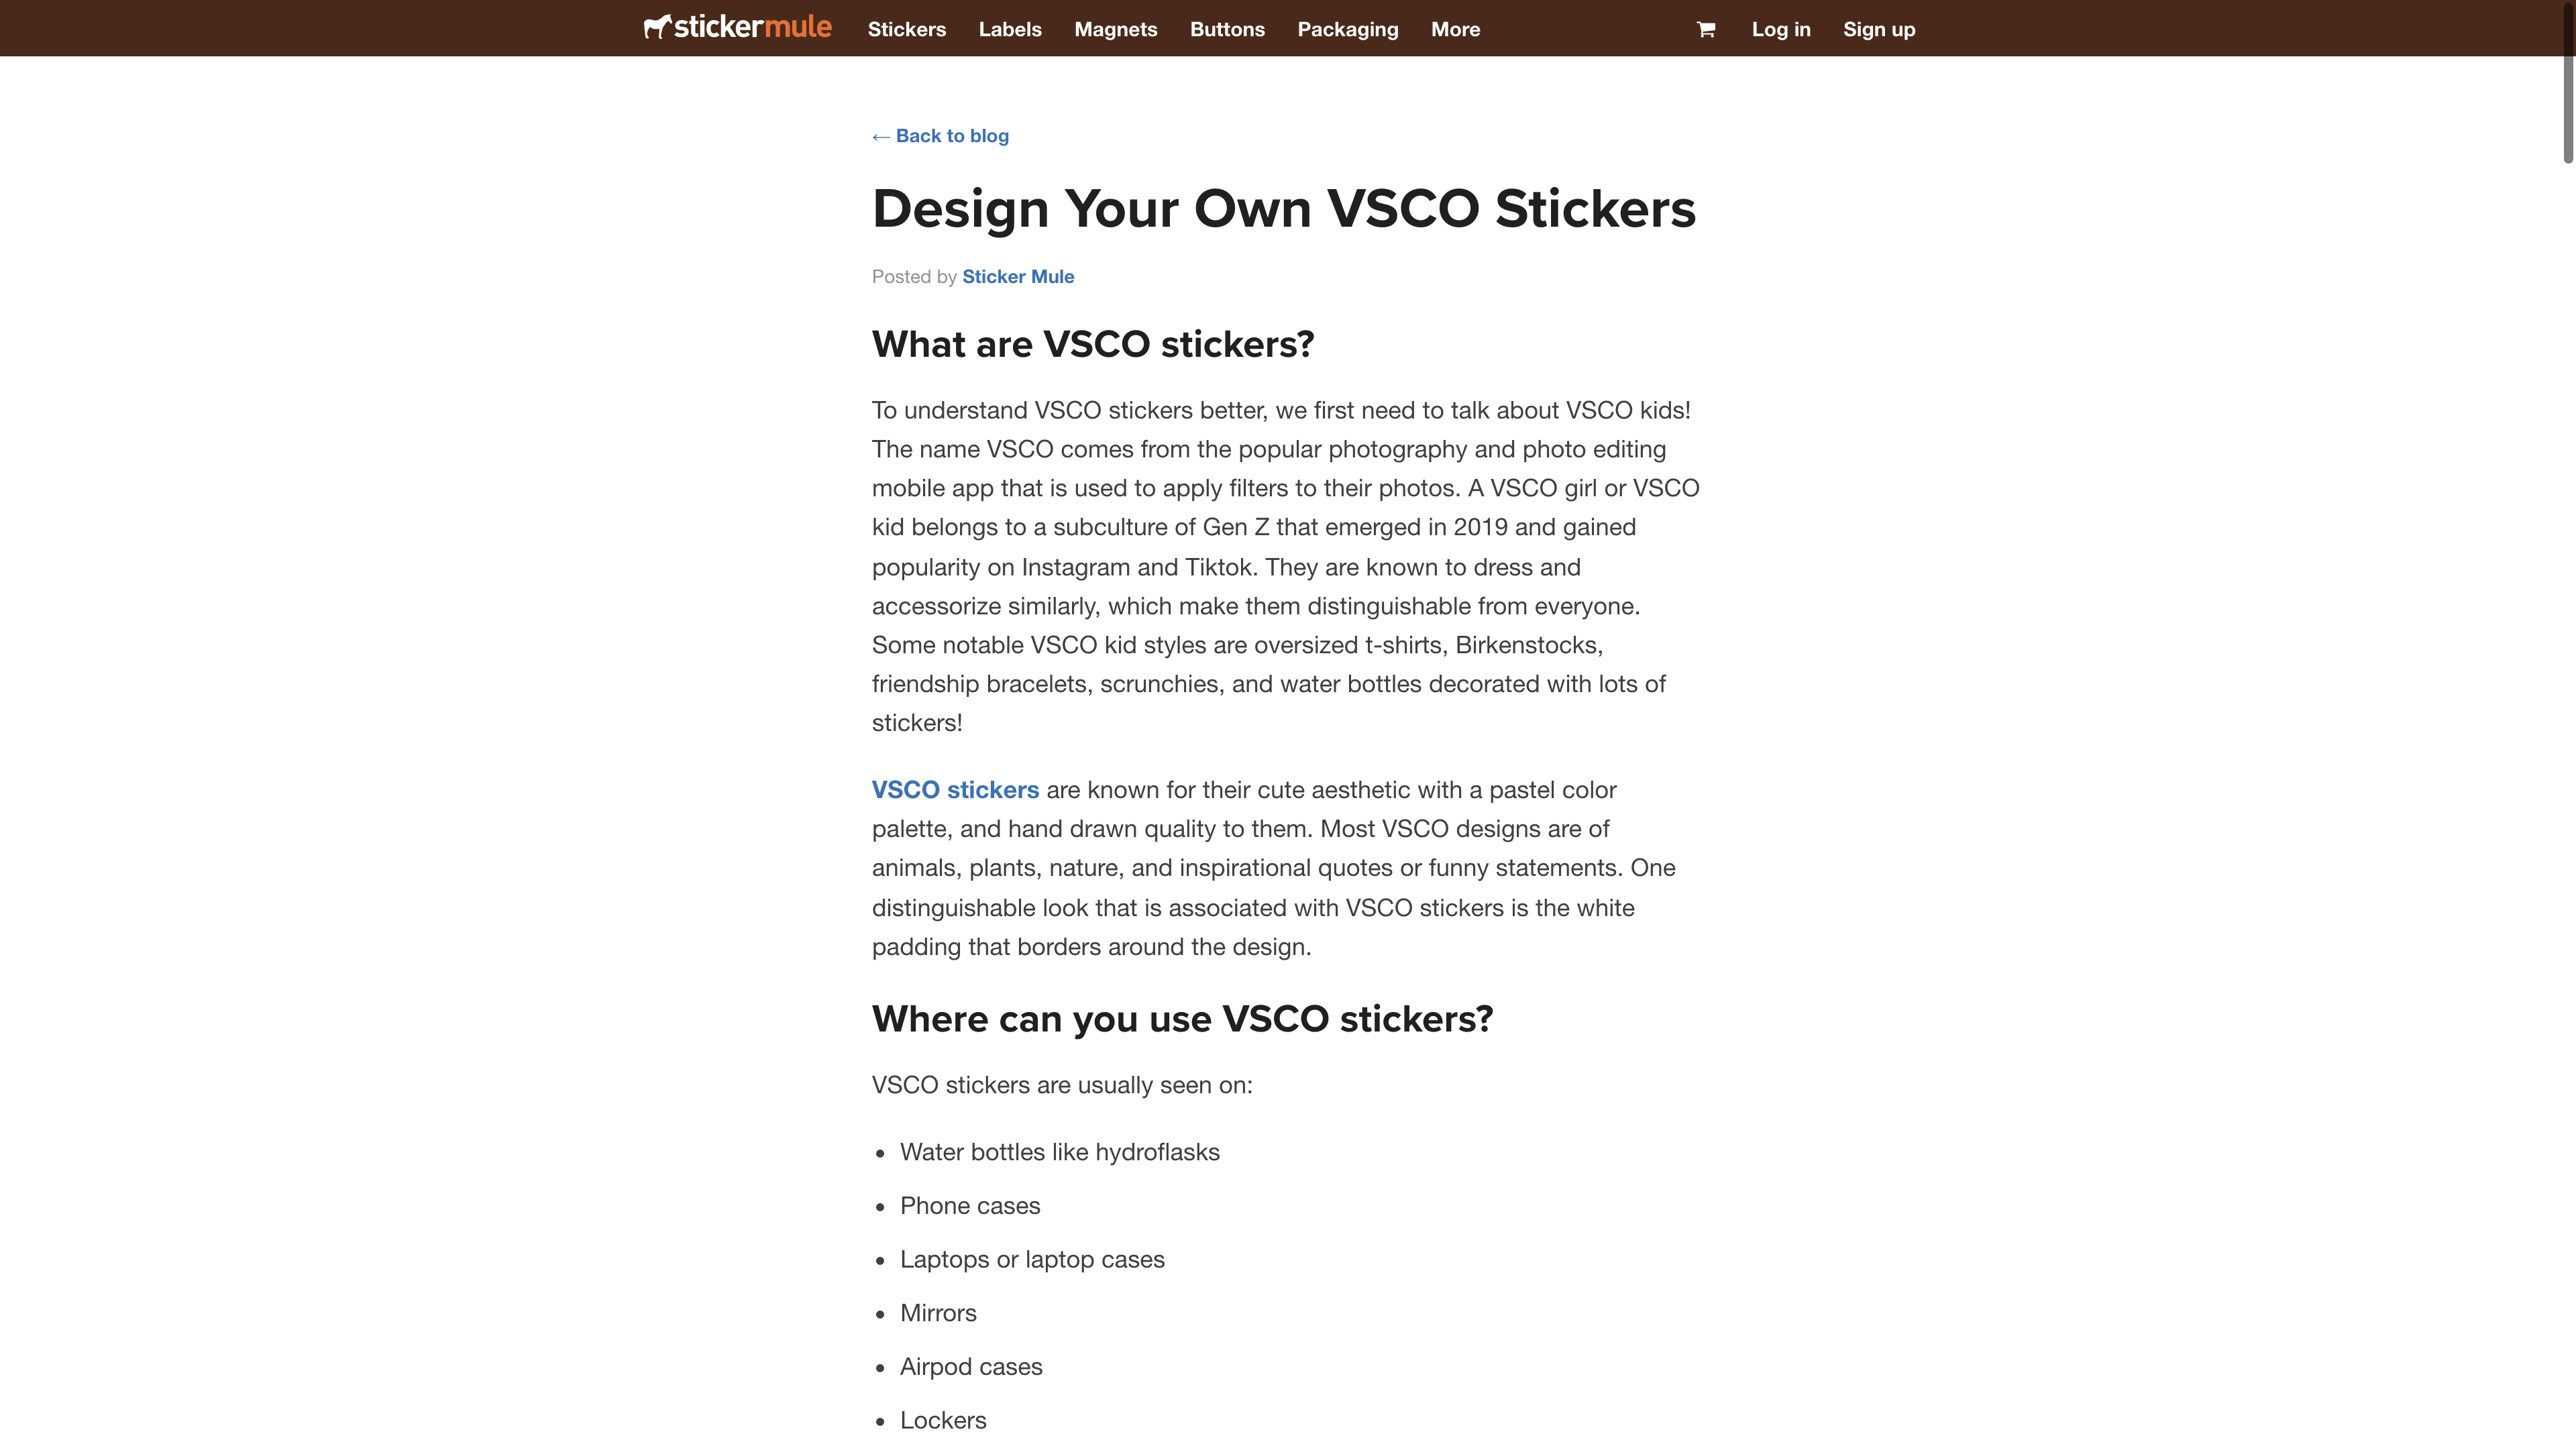 stickermule Stickers Labels Magnets Buttons Packaging More Log in Sign up
← Back to blog
Design Your Own VSCO Stickers
Posted by Sticker Mule
What are VSCO stickers?
To understand VSCO stickers better, we first need to talk about VSCO kids!
The name VSCO comes from the popular photography and photo editing
mobile app that is used to apply filters to their photos. A VSCO girl or VSCO
kid belongs to a subculture of Gen Z that emerged in 2019 and gained
popularity on Instagram and Tiktok. They are known to dress and
accessorize similarly, which make them distinguishable from everyone.
Some notable VSCO kid styles are oversized t-shirts, Birkenstocks,
friendship bracelets, scrunchies, and water bottles decorated with lots of
stickers!
VSCO stickers are known for their cute aesthetic with a pastel color
palette, and hand drawn quality to them. Most VSCO designs are of
animals, plants, nature, and inspirational quotes or funny statements. One
distinguishable look that is associated with VSCO stickers is the white
padding that borders around the design.
Where can you use VSCO stickers?
VSCO stickers are usually seen on:
• Water bottles like hydroflasks
• Phone cases
• Laptops or laptop cases
• Mirrors
• Airpod cases
• Lockers